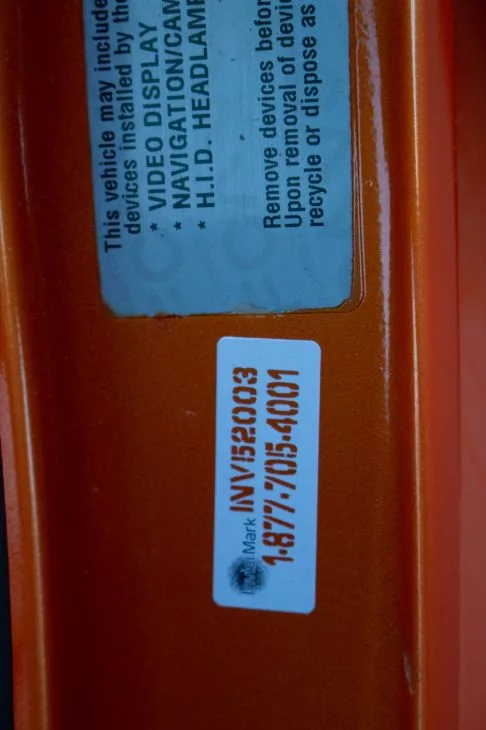 This vehicle may include
devices installed by the
* VIDEO DISPLAY
* NAVIGATION/CAM
* H.I.D. HEADLAMP
Remove devices befor
Upon removal of devic
recycle or dispose as
Mark INV52003
1-877-705-4001